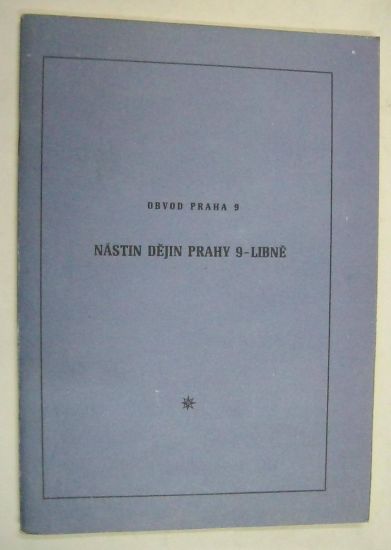 OBVOD PRAHA 9
NÁSTIN DĚJIN PRAHY 9-LIBNĚ